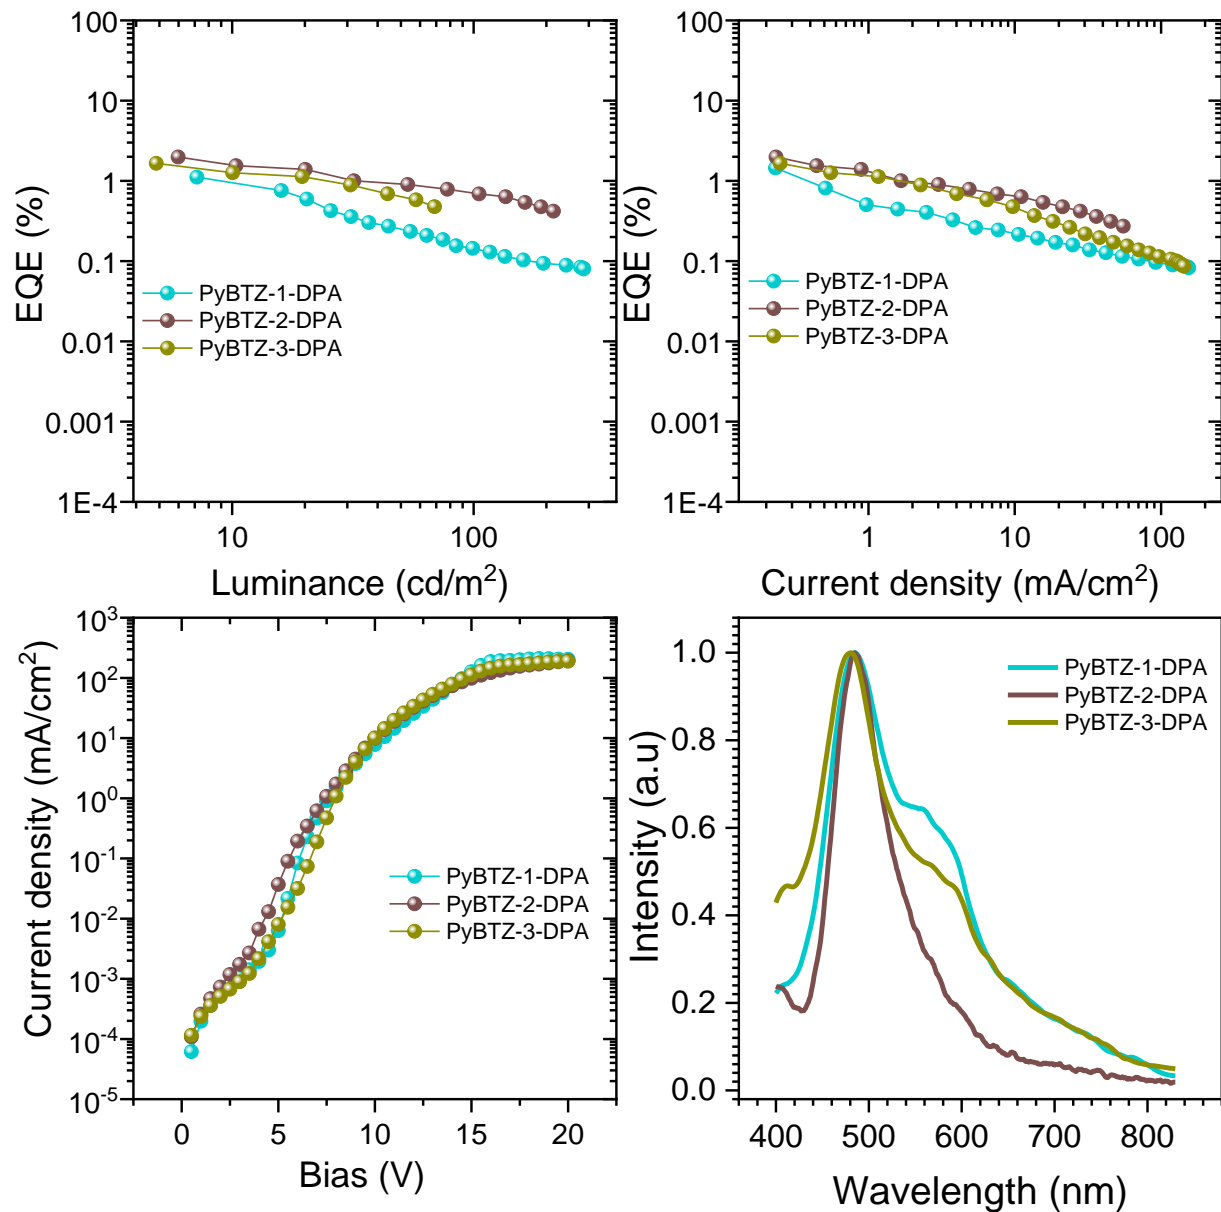 100
10
1
0.1
0.01
0.001
1E-4
EQE (%)
PyBTZ-1-DPA
PyBTZ-2-DPA
PyBTZ-3-DPA
10 100
Luminance (cd/m²)
100
10
1
0.1
0.01
0.001
1E-4
EQE (%)
PyBTZ-1-DPA
PyBTZ-2-DPA
PyBTZ-3-DPA
1 10 100
Current density (mA/cm²)
10³
10²
10¹
10⁰
10⁻¹
10⁻²
10⁻³
10⁻⁴
10⁻⁵
Current density (mA/cm²)
PyBTZ-1-DPA
PyBTZ-2-DPA
PyBTZ-3-DPA
0 5 10 15 20
Bias (V)
1.0
0.8
0.6
0.4
0.2
0.0
Intensity (a.u)
PyBTZ-1-DPA
PyBTZ-2-DPA
PyBTZ-3-DPA
400 500 600 700 800
Wavelength (nm)